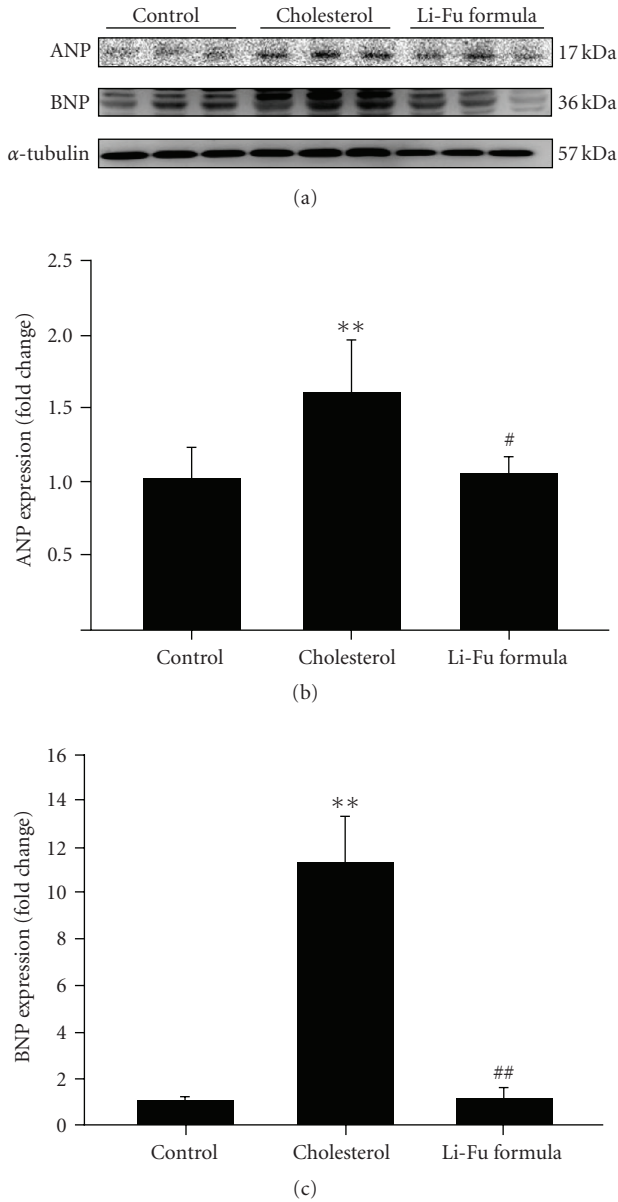 Control Cholesterol Li-Fu formula
ANP 17 kDa
BNP 36 kDa
α-tubulin 57 kDa
(a)
2.5
2.0
1.5
1.0
0.5
ANP expression (fold change)
**
#
Control Cholesterol Li-Fu formula
(b)
16
14
12
10
8
6
4
2
0
BNP expression (fold change)
**
##
Control Cholesterol Li-Fu formula
(c)